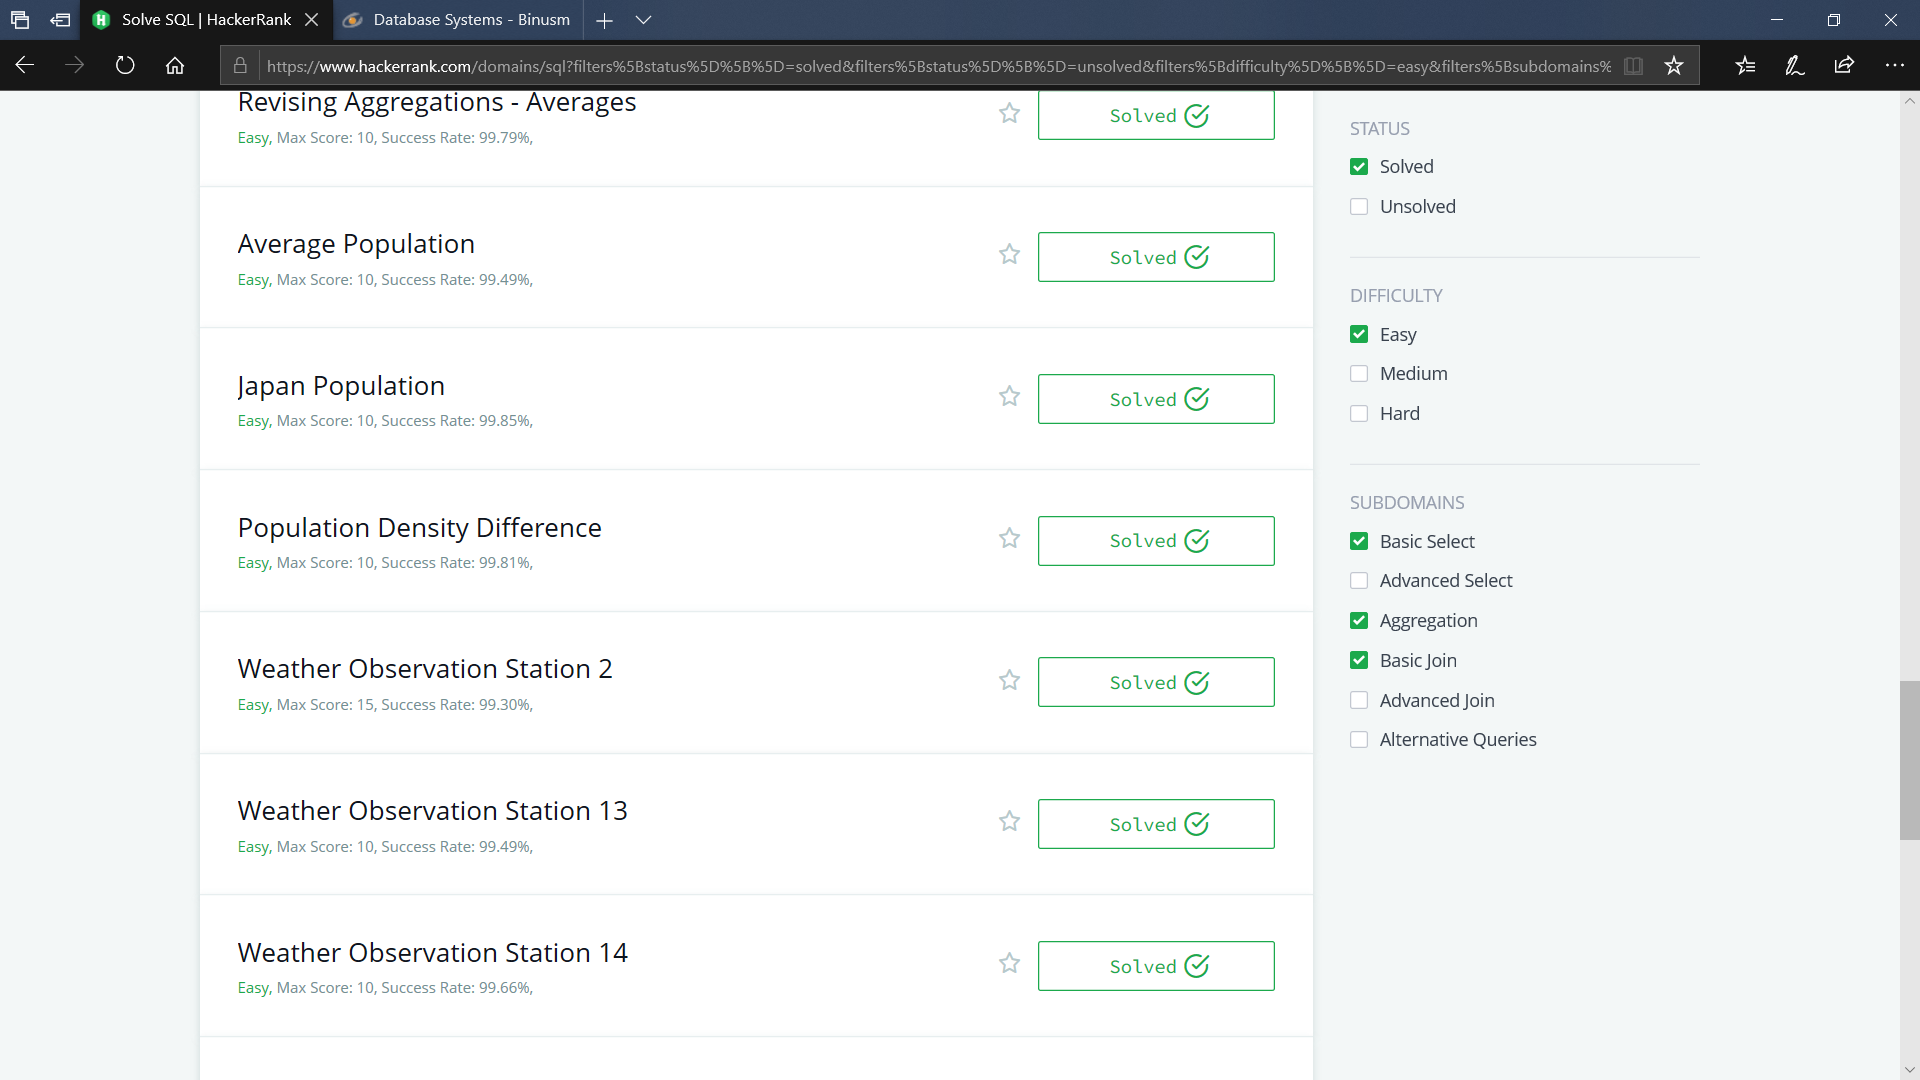 Solve SQL | HackerRank
Database Systems - Binusm
https://www.hackerrank.com/domains/sql?filters%5Bstatus%5D%5B%5D=solved&filters%5Bstatus%5D%5B%5D=unsolved&filters%5Bdifficulty%5D%5B%5D=easy&filters%5Bsubdomains%
Revising Aggregations - Averages
Easy, Max Score: 10, Success Rate: 99.79%,
Solved
Average Population
Easy, Max Score: 10, Success Rate: 99.49%,
Solved
Japan Population
Easy, Max Score: 10, Success Rate: 99.85%,
Solved
Population Density Difference
Easy, Max Score: 10, Success Rate: 99.81%,
Solved
Weather Observation Station 2
Easy, Max Score: 15, Success Rate: 99.30%,
Solved
Weather Observation Station 13
Easy, Max Score: 10, Success Rate: 99.49%,
Solved
Weather Observation Station 14
Easy, Max Score: 10, Success Rate: 99.66%,
Solved
STATUS
Solved
Unsolved
DIFFICULTY
Easy
Medium
Hard
SUBDOMAINS
Basic Select
Advanced Select
Aggregation
Basic Join
Advanced Join
Alternative Queries